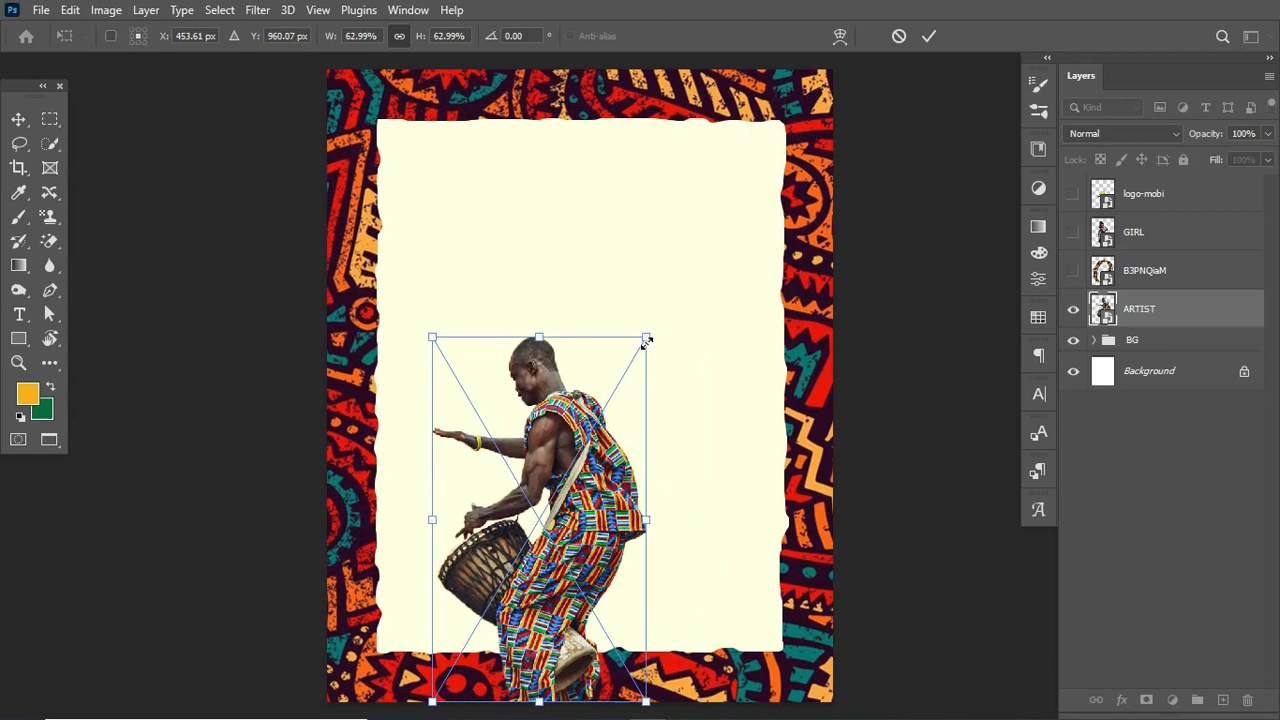 Ps File Edit Image Layer Type Select Filter 3D View Plugins Window Help
X: 453.61 px Y: 960.07 px W: 62.99% H: 62.99% 0.00 ° Anti-alias
Layers
Kind
Normal Opacity: 100%
Lock: Fill: 100%
logo-mobi
GIRL
B3PNQiaM
ARTIST
BG
Background